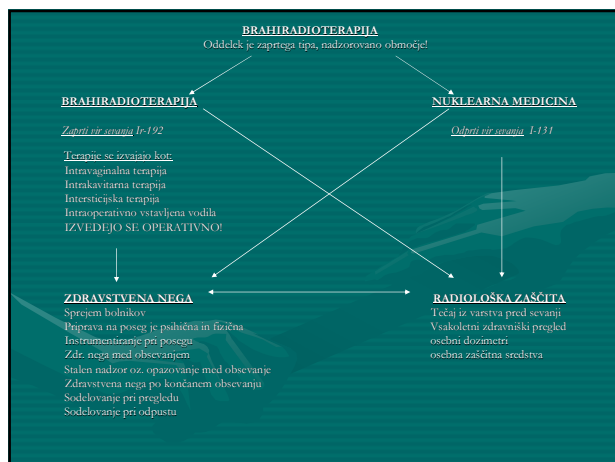 BRAHIRADIOTERAPIJA
Oddelek je zaprtega tipa, nadzorovano območje!
BRAHIRADIOTERAPIJA
Zaprti vir sevanja Ir-192
Terapije se izvajajo kot:
Intravaginalna terapija
Intrakavitarna terapija
Intersticijska terapija
Intraoperativno vstavljena vodila
IZVEDEJO SE OPERATIVNO!
NUKLEARNA MEDICINA
Odprti vir sevanja I-131
ZDRAVSTVENA NEGA
Sprejem bolnikov
Priprava na poseg je psihična in fizična
Instrumentiranje pri posegu
Zdr. nega med obsevanjem
Stalen nadzor oz. opazovanje med obsevanje
Zdravstvena nega po končanem obsevanju
Sodelovanje pri pregledu
Sodelovanje pri odpustu
RADIOLOŠKA ZAŠČITA
Tečaj iz varstva pred sevanji
Vsakoletni zdravniški pregled
osebni dozimetri
osebna zaščitna sredstva